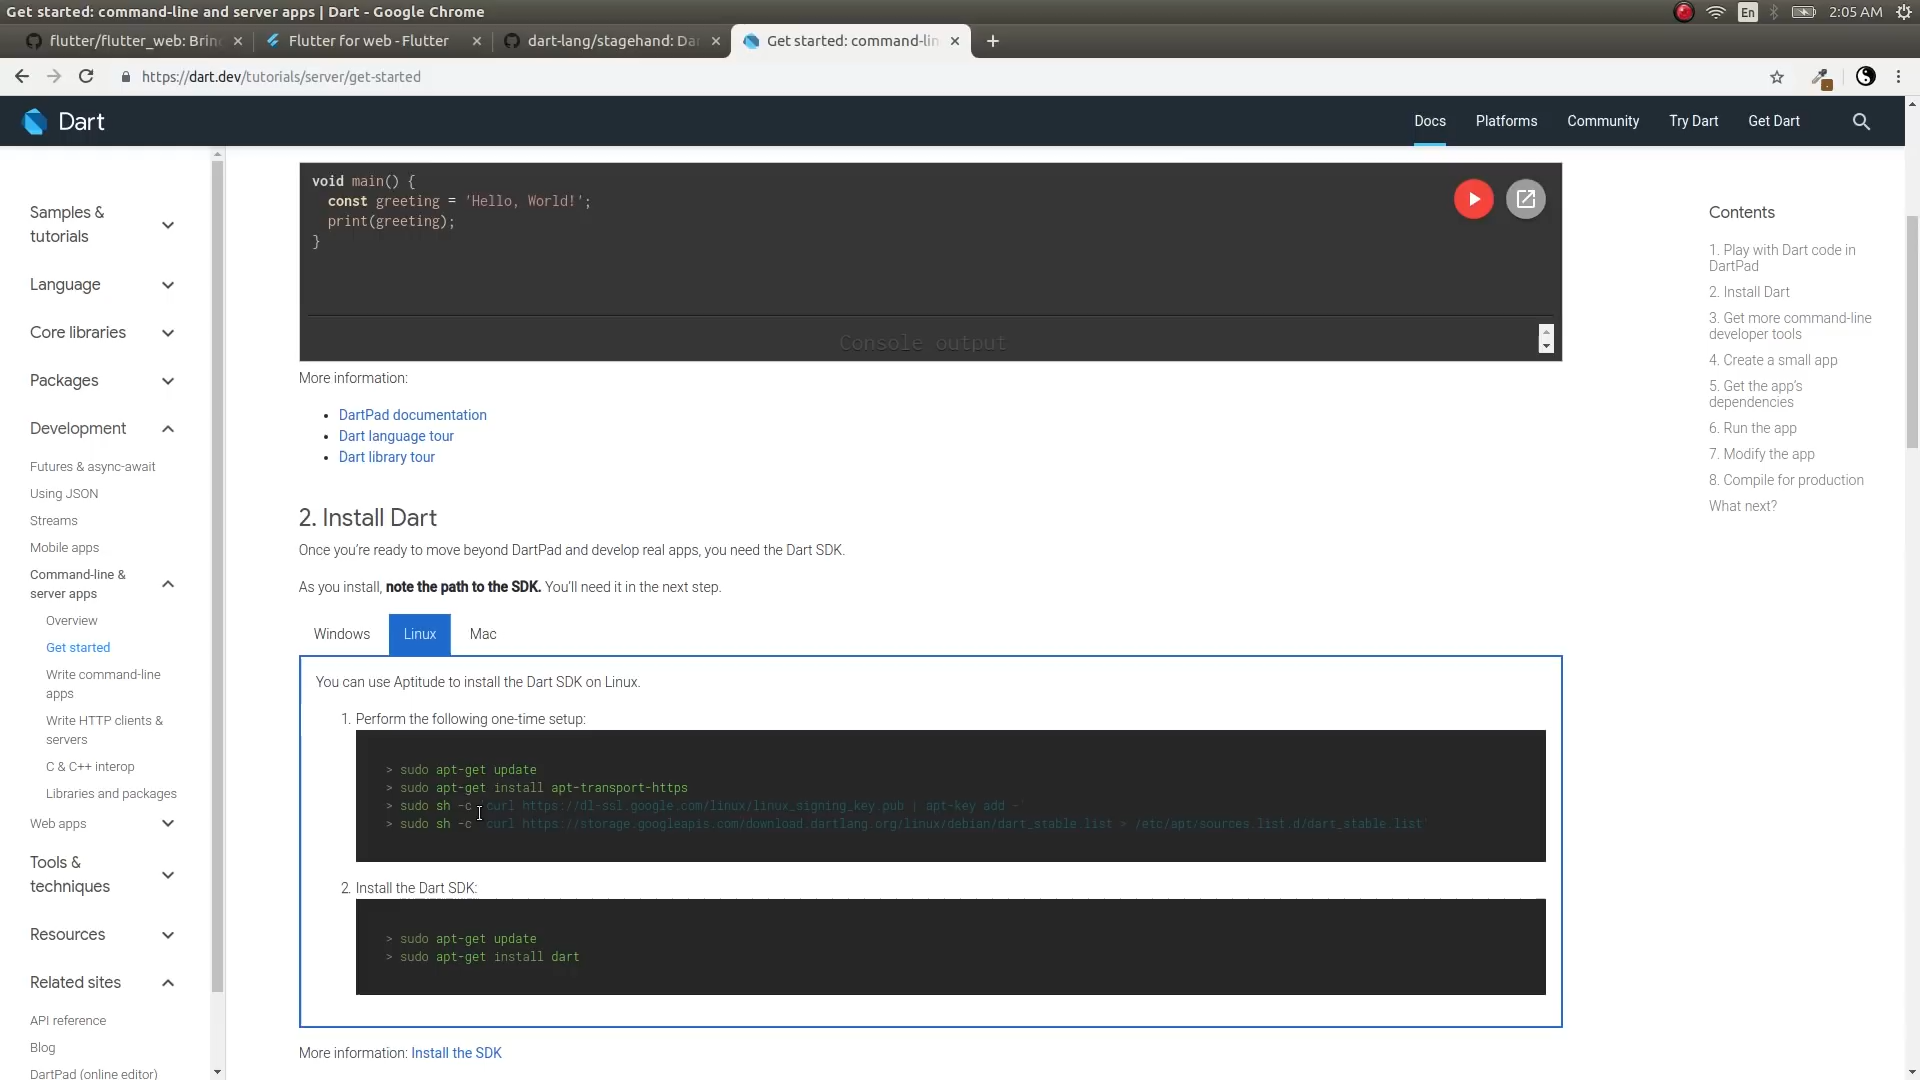 Get started: command-line and server apps | Dart - Google Chrome
En
2:05 AM
flutter/flutter_web: Brin
Flutter for web - Flutter
dart-lang/stagehand: Da
Get started: command-lin
https://dart.dev/tutorials/server/get-started
Dart
Docs
Platforms
Community
Try Dart
Get Dart
Samples &
tutorials
Language
Core libraries
Packages
Development
Futures & async-await
Using JSON
Streams
Mobile apps
Command-line &
server apps
Overview
Get started
Write command-line
apps
Write HTTP clients &
servers
C & C++ interop
Libraries and packages
Web apps
Tools &
techniques
Resources
Related sites
API reference
Blog
DartPad (online editor)
void main() {
const greeting = 'Hello, World!';
print(greeting);
}
Console output
More information:
• DartPad documentation
• Dart language tour
• Dart library tour
2. Install Dart
Once you're ready to move beyond DartPad and develop real apps, you need the Dart SDK.
As you install, note the path to the SDK. You'll need it in the next step.
Windows
Linux
Mac
You can use Aptitude to install the Dart SDK on Linux.
1. Perform the following one-time setup:
> sudo apt-get update
> sudo apt-get install apt-transport-https
> sudo sh -c 'curl https://dl-ssl.google.com/linux/linux_signing_key.pub | apt-key add -'
> sudo sh -c 'curl https://storage.googleapis.com/download.dartlang.org/linux/debian/dart_stable.list > /etc/apt/sources.list.d/dart_stable.list'
2. Install the Dart SDK:
> sudo apt-get update
> sudo apt-get install dart
More information: Install the SDK
Contents
1. Play with Dart code in
DartPad
2. Install Dart
3. Get more command-line
developer tools
4. Create a small app
5. Get the app's
dependencies
6. Run the app
7. Modify the app
8. Compile for production
What next?